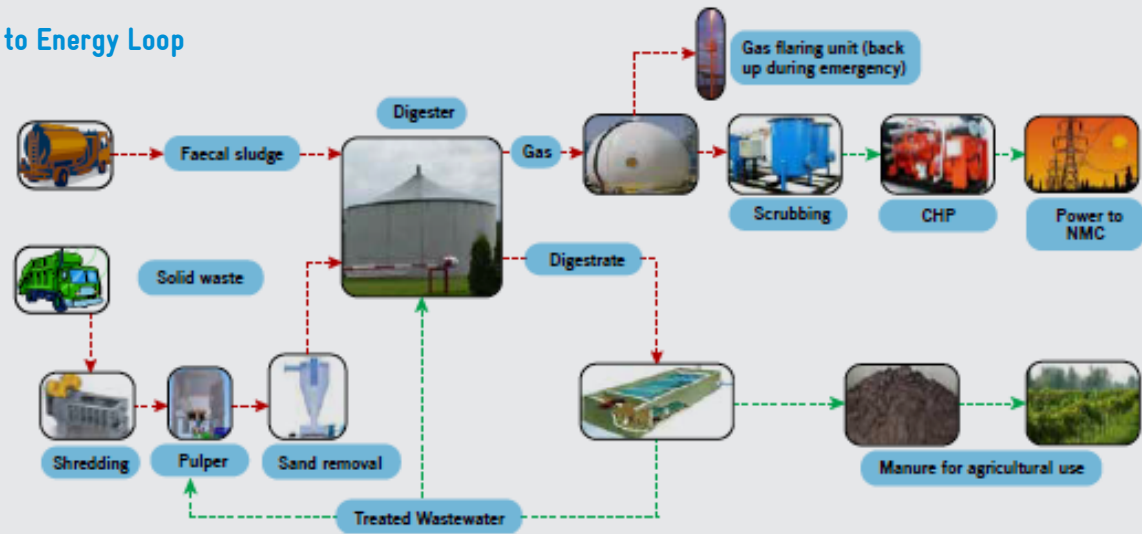 to Energy Loop
Gas flaring unit (back
up during emergency)
Digester
Faecal sludge
Gas
Scrubbing
CHP
Power to
NMC
Solid waste
Digestrate
Shredding
Pulper
Sand removal
Manure for agricultural use
Treated Wastewater